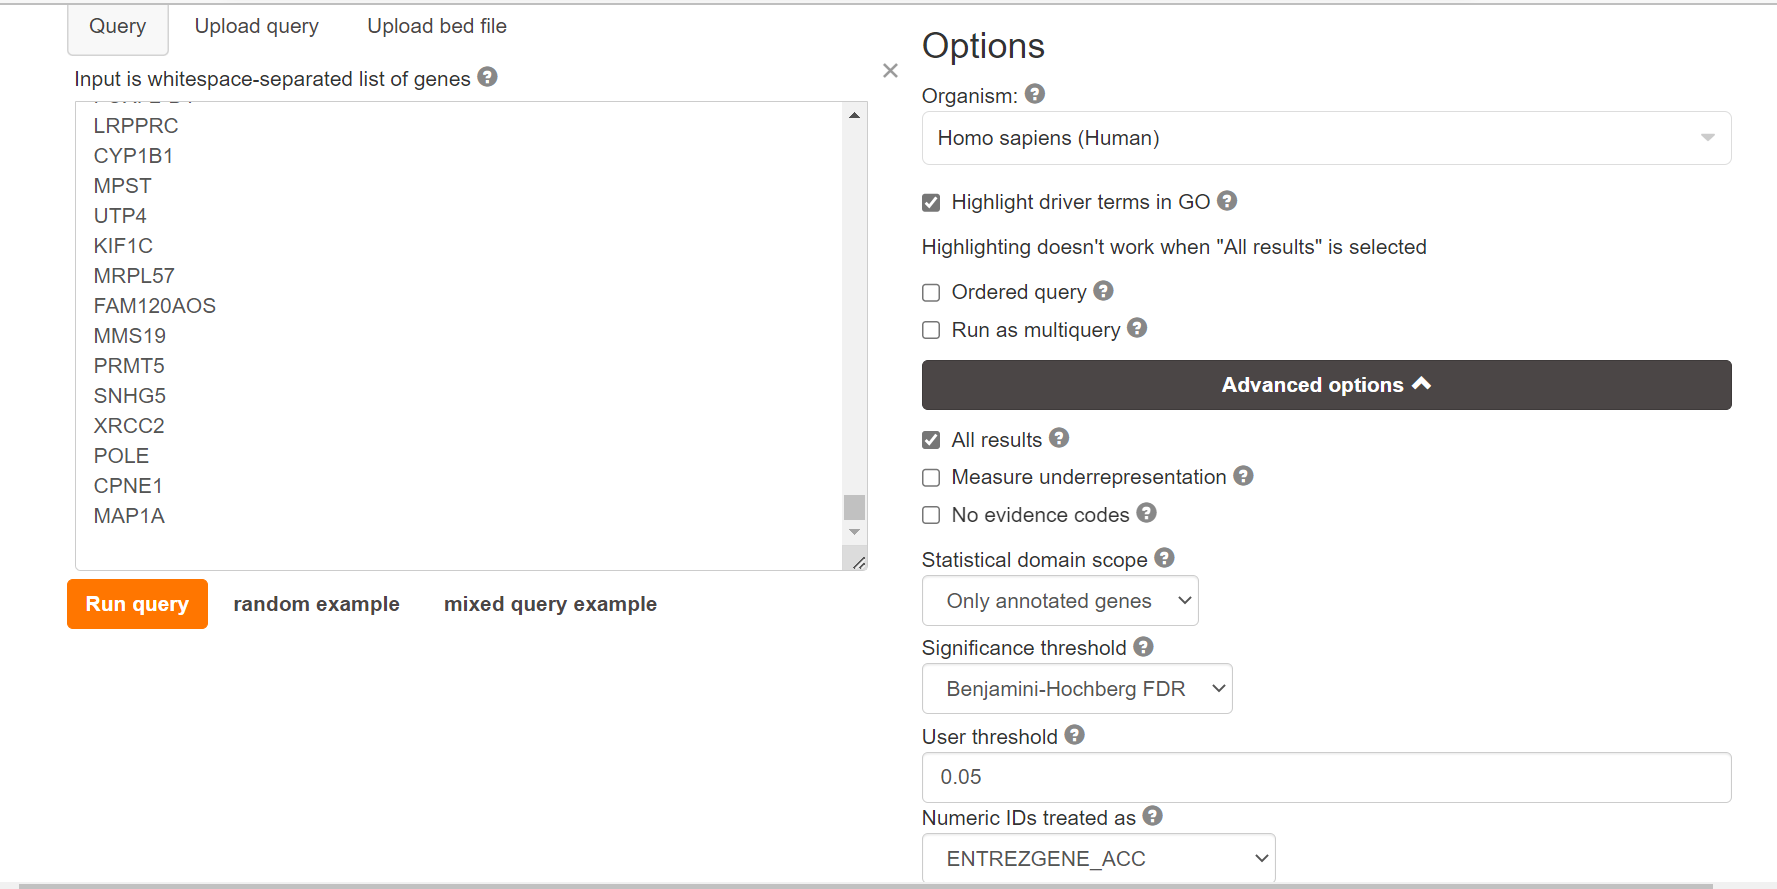 Query Upload query Upload bed file
Input is whitespace-separated list of genes ?
LRPPRC
CYP1B1
MPST
UTP4
KIF1C
MRPL57
FAM120AOS
MMS19
PRMT5
SNHG5
XRCC2
POLE
CPNE1
MAP1A
Run query random example mixed query example
Options
Organism: ?
Homo sapiens (Human)
Highlight driver terms in GO ?
Highlighting doesn't work when "All results" is selected
Ordered query ?
Run as multiquery ?
Advanced options
All results ?
Measure underrepresentation ?
No evidence codes ?
Statistical domain scope ?
Only annotated genes
Significance threshold ?
Benjamini-Hochberg FDR
User threshold ?
0.05
Numeric IDs treated as ?
ENTREZGENE_ACC